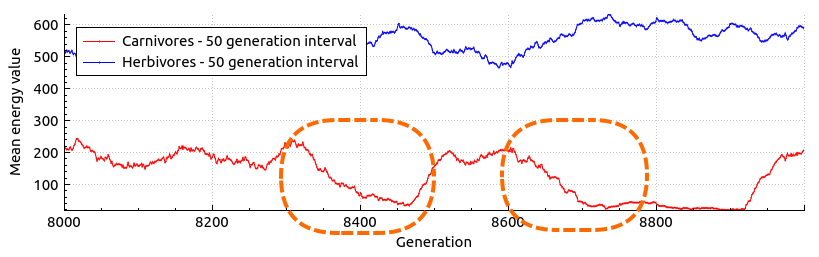 600
500
400
300
200
100
Mean energy value
Carnivores - 50 generation interval
Herbivores - 50 generation interval
8000 8200 8400 8600 8800
Generation